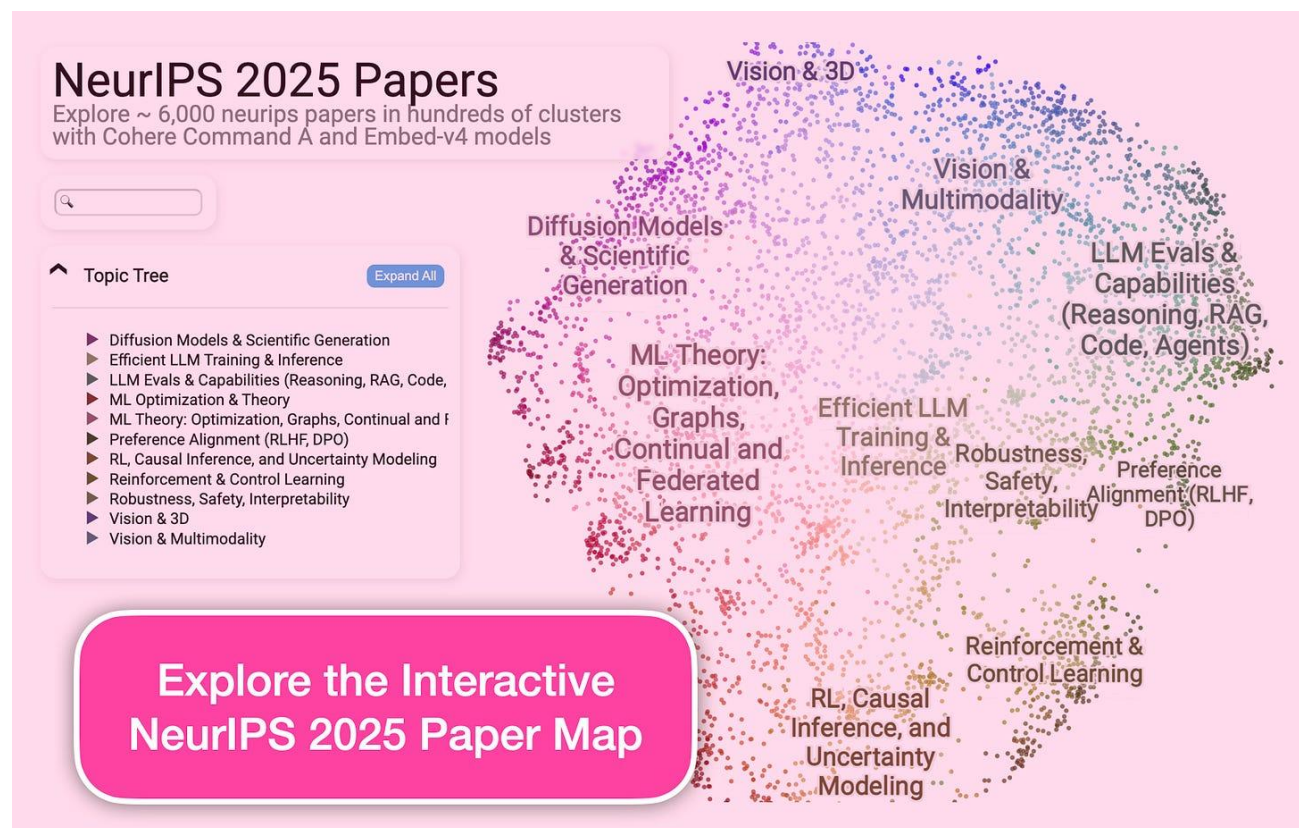 NeurIPS 2025 Papers
Explore ~ 6,000 neurips papers in hundreds of clusters
with Cohere Command A and Embed-v4 models
Topic Tree
Expand All
Diffusion Models & Scientific Generation
Efficient LLM Training & Inference
LLM Evals & Capabilities (Reasoning, RAG, Code,
ML Optimization & Theory
ML Theory: Optimization, Graphs, Continual and F
Preference Alignment (RLHF, DPO)
RL, Causal Inference, and Uncertainty Modeling
Reinforcement & Control Learning
Robustness, Safety, Interpretability
Vision & 3D
Vision & Multimodality
Explore the Interactive
NeurIPS 2025 Paper Map
Vision & 3D
Vision &
Multimodality
Diffusion Models
& Scientific
Generation
LLM Evals &
Capabilities
(Reasoning, RAG,
Code, Agents)
ML Theory:
Optimization,
Graphs,
Continual and
Federated
Learning
Efficient LLM
Training &
Inference
Robustness,
Safety,
Interpretability
Preference
Alignment (RLHF,
DPO)
Reinforcement &
Control Learning
RL, Causal
Inference, and
Uncertainty
Modeling